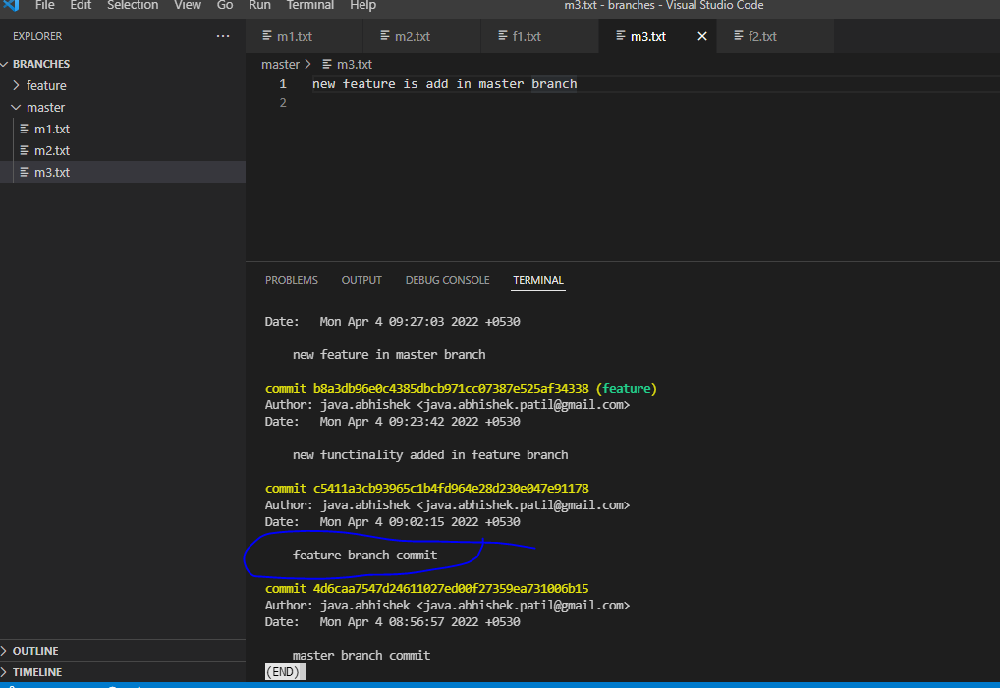 File Edit Selection View Go Run Terminal Help m3.txt - branches - Visual Studio Code
EXPLORER ···
m1.txt m2.txt f1.txt m3.txt f2.txt
BRANCHES
feature
master
m1.txt
m2.txt
m3.txt
OUTLINE
TIMELINE
master > m3.txt
1 new feature is add in master branch
2
PROBLEMS OUTPUT DEBUG CONSOLE TERMINAL
Date: Mon Apr 4 09:27:03 2022 +0530
new feature in master branch
commit b8a3db96e0c4385dbcb971cc07387e525af34338 (feature)
Author: java.abhishek <java.abhishek.patil@gmail.com>
Date: Mon Apr 4 09:23:42 2022 +0530
new functinality added in feature branch
commit c5411a3cb93965c1b4fd964e28d230e047e91178
Author: java.abhishek <java.abhishek.patil@gmail.com>
Date: Mon Apr 4 09:02:15 2022 +0530
feature branch commit
commit 4d6caa7547d24611027ed00f27359ea731006b15
Author: java.abhishek <java.abhishek.patil@gmail.com>
Date: Mon Apr 4 08:56:57 2022 +0530
master branch commit
(END)